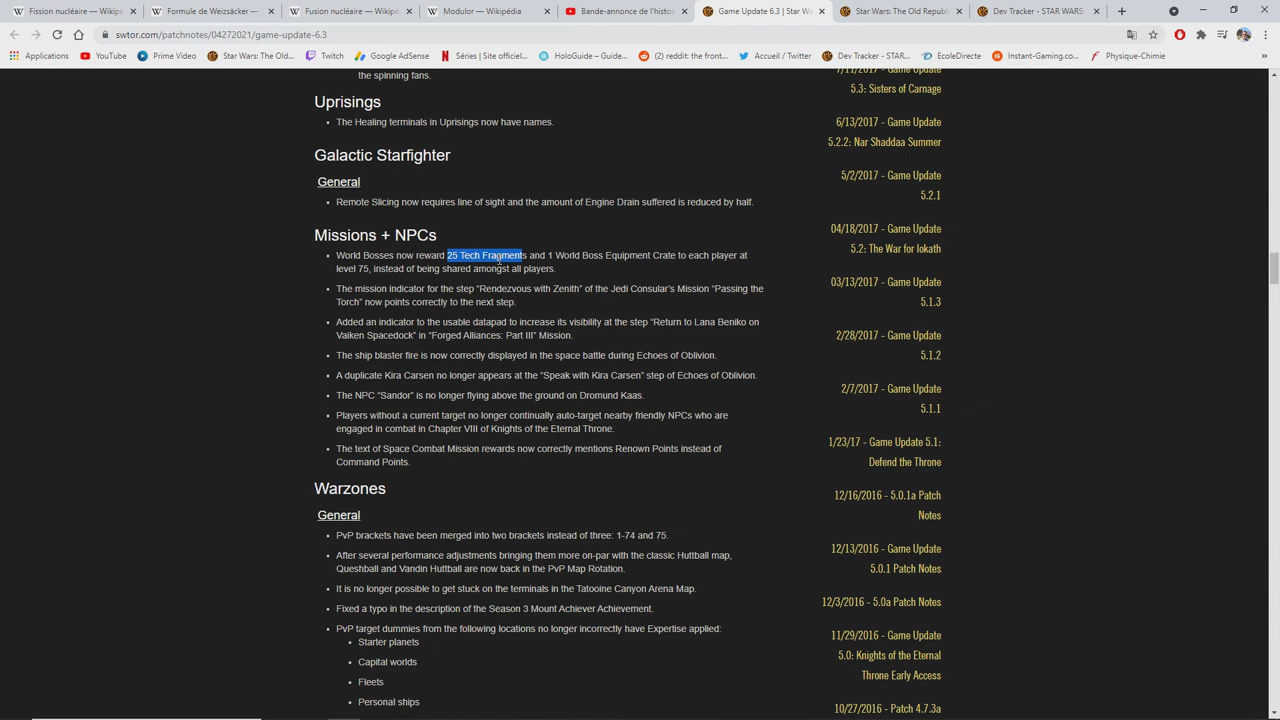 Fission nucléaire — Wikipé
Formule de Weizsäcker — W
Fusion nucléaire — Wikipéd
Modulor — Wikipédia
Bande-annonce de l'histoir
Game Update 6.3 | Star War
Star Wars: The Old Republic
Dev Tracker - STAR WARS:
swtor.com/patchnotes/04272021/game-update-6.3
Applications
YouTube
Prime Video
Star Wars: The Old...
Twitch
Google AdSense
Séries | Site officiel...
HoloGuide – Guide...
reddit: the front...
Accueil / Twitter
Dev Tracker - STAR...
EcoleDirecte
Instant-Gaming.co...
Physique-Chimie
»
the spinning fans.
Uprisings
• The Healing terminals in Uprisings now have names.
Galactic Starfighter
General
• Remote Slicing now requires line of sight and the amount of Engine Drain suffered is reduced by half.
Missions + NPCs
• World Bosses now reward 25 Tech Fragments and 1 World Boss Equipment Crate to each player at
level 75, instead of being shared amongst all players.
• The mission indicator for the step “Rendezvous with Zenith” of the Jedi Consular’s Mission “Passing the
Torch” now points correctly to the next step.
• Added an indicator to the usable datapad to increase its visibility at the step “Return to Lana Beniko on
Vaiken Spacedock” in “Forged Alliances: Part III” Mission.
• The ship blaster fire is now correctly displayed in the space battle during Echoes of Oblivion.
• A duplicate Kira Carsen no longer appears at the “Speak with Kira Carsen” step of Echoes of Oblivion.
• The NPC “Sandor” is no longer flying above the ground on Dromund Kaas.
• Players without a current target no longer continually auto-target nearby friendly NPCs who are
engaged in combat in Chapter VIII of Knights of the Eternal Throne.
• The text of Space Combat Mission rewards now correctly mentions Renown Points instead of
Command Points.
Warzones
General
• PvP brackets have been merged into two brackets instead of three: 1-74 and 75.
• After several performance adjustments bringing them more on-par with the classic Huttball map,
Queshball and Vandin Huttball are now back in the PvP Map Rotation.
• It is no longer possible to get stuck on the terminals in the Tatooine Canyon Arena Map.
• Fixed a typo in the description of the Season 3 Mount Achiever Achievement.
• PvP target dummies from the following locations no longer incorrectly have Expertise applied:
• Starter planets
• Capital worlds
• Fleets
• Personal ships
7/11/2017 - Game Update
5.3: Sisters of Carnage
6/13/2017 - Game Update
5.2.2: Nar Shaddaa Summer
5/2/2017 - Game Update
5.2.1
04/18/2017 - Game Update
5.2: The War for Iokath
03/13/2017 - Game Update
5.1.3
2/28/2017 - Game Update
5.1.2
2/7/2017 - Game Update
5.1.1
1/23/17 - Game Update 5.1:
Defend the Throne
12/16/2016 - 5.0.1a Patch
Notes
12/13/2016 - Game Update
5.0.1 Patch Notes
12/3/2016 - 5.0a Patch Notes
11/29/2016 - Game Update
5.0: Knights of the Eternal
Throne Early Access
10/27/2016 - Patch 4.7.3a